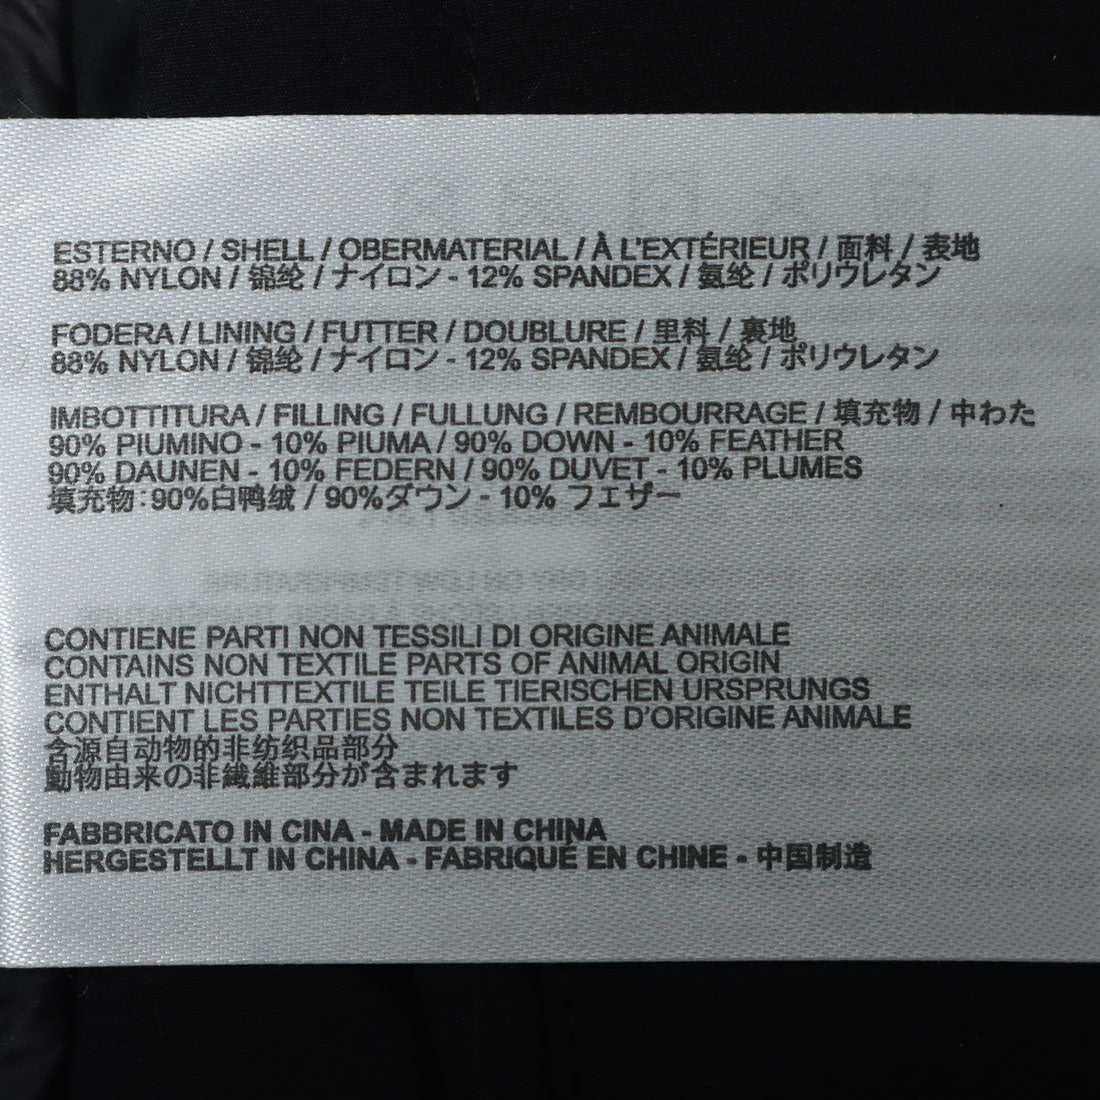 ESTERNO / SHELL / OBERMATERIAL / À L'EXTÉRIEUR / 面料 / 表地
88% NYLON / 锦纶 / ナイロン - 12% SPANDEX / 氨纶 / ポリウレタン
FODERA / LINING / FUTTER / DOUBLURE / 里料 / 裏地
88% NYLON / 锦纶 / ナイロン - 12% SPANDEX / 氨纶 / ポリウレタン
IMBOTTITURA / FILLING / FULLUNG / REMBOURRAGE / 填充物 / 中わた
90% PIUMINO - 10% PIUMA / 90% DOWN - 10% FEATHER
90% DAUNEN - 10% FEDERN / 90% DUVET - 10% PLUMES
填充物：90%白鸭绒 / 90%ダウン - 10% フェザー
CONTIENE PARTI NON TESSILI DI ORIGINE ANIMALE
CONTAINS NON TEXTILE PARTS OF ANIMAL ORIGIN
ENTHALT NICHTTEXTILE TEILE TIERISCHEN URSPRUNGS
CONTIENT LES PARTIES NON TEXTILES D'ORIGINE ANIMALE
含源自动物的非纺织品部分
動物由来の非繊維部分が含まれます
FABBRICATO IN CINA - MADE IN CHINA
HERGESTELLT IN CHINA - FABRIQUÉ EN CHINE - 中国制造